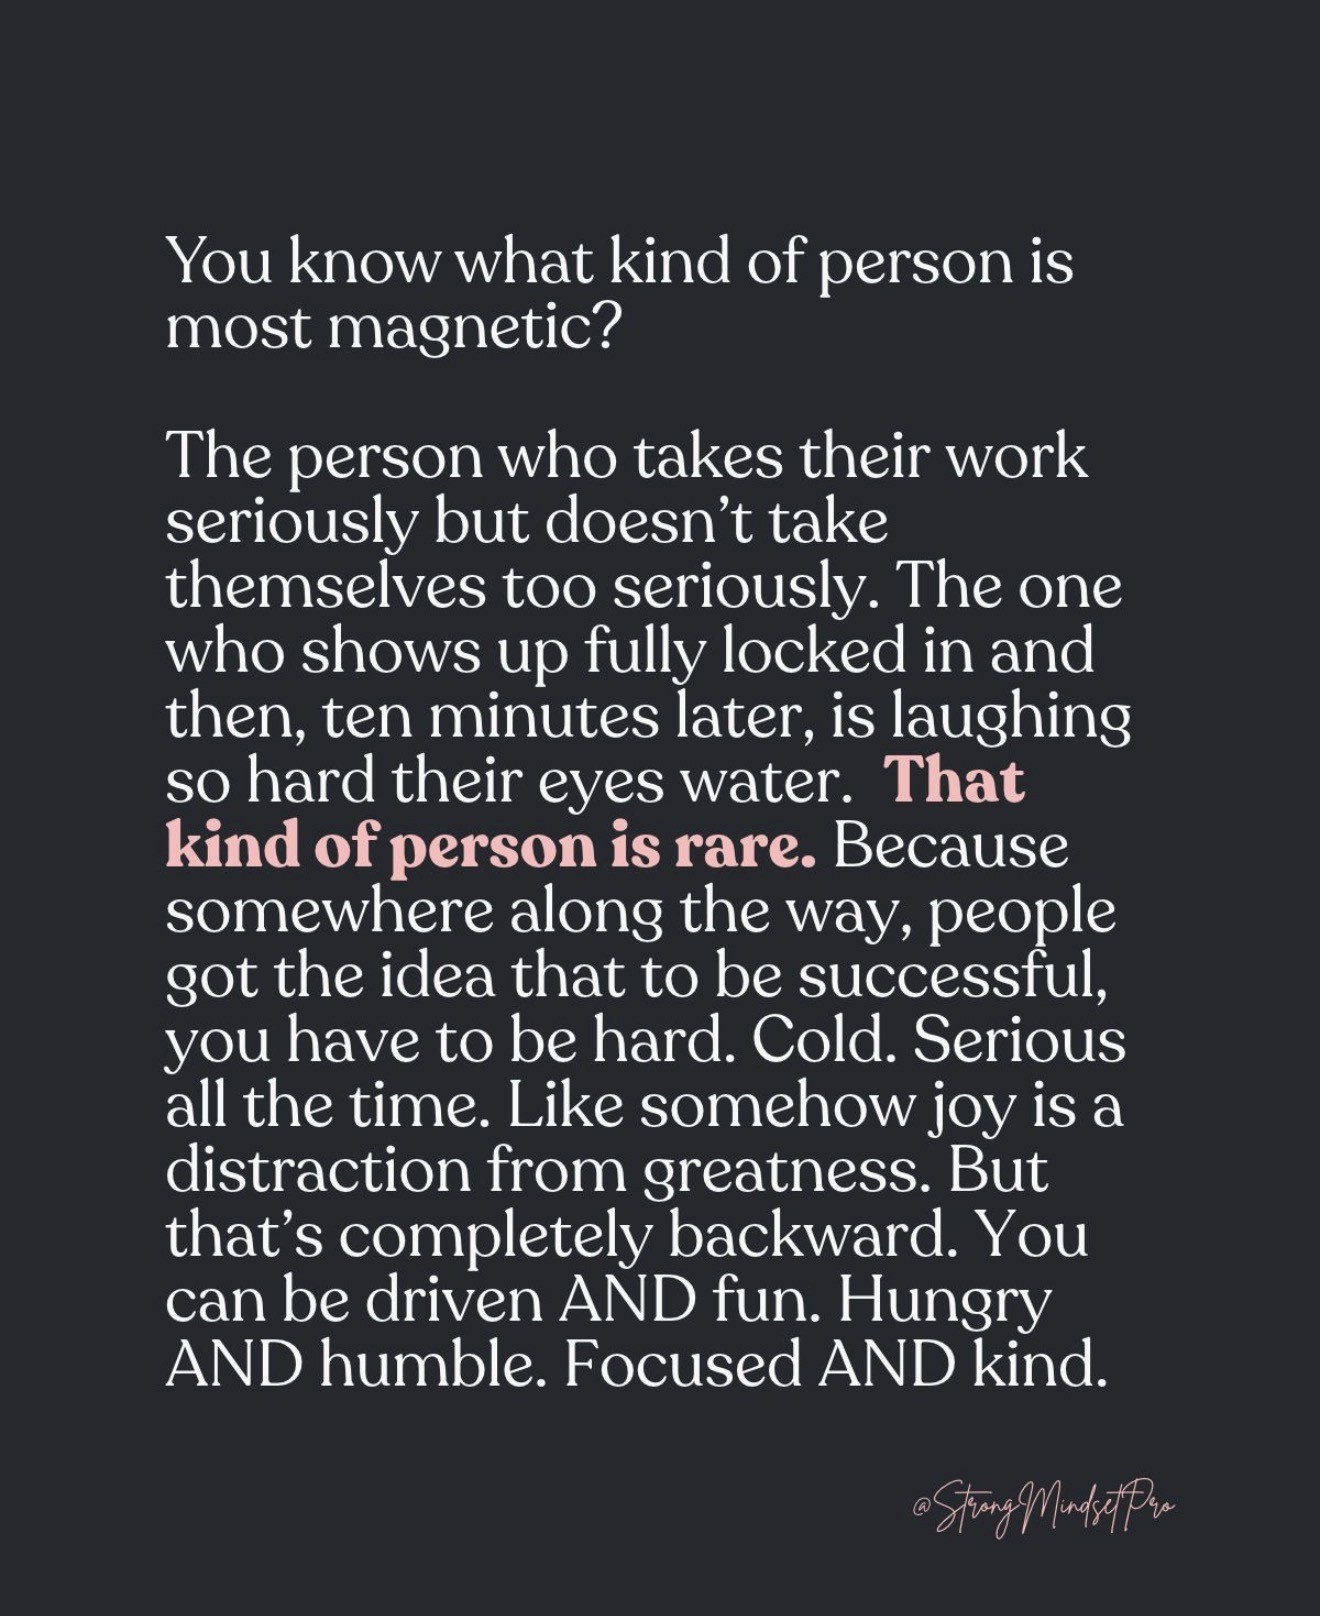 You know what kind of person is
most magnetic?
The person who takes their work
seriously but doesn’t take
themselves too seriously. The one
who shows up fully locked in and
then, ten minutes later, is laughing
so hard their eyes water. That
kind of person is rare. Because
somewhere along the way, people
got the idea that to be successful,
you have to be hard. Cold. Serious
all the time. Like somehow joy is a
distraction from greatness. But
that’s completely backward. You
can be driven AND fun. Hungry
AND humble. Focused AND kind.
@StrongMindsetPro